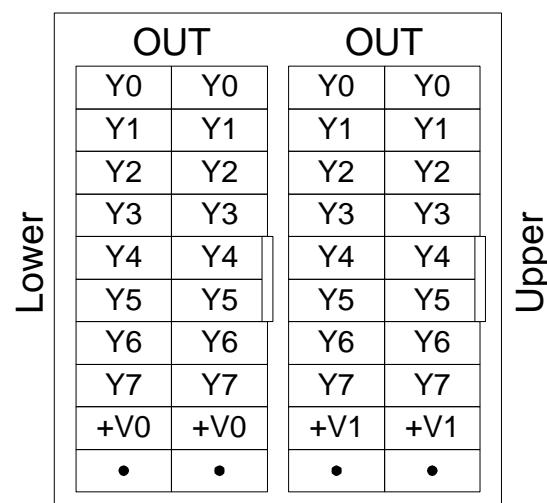 OUT OUT
Y0 Y0 Y0 Y0
Y1 Y1 Y1 Y1
Y2 Y2 Y2 Y2
Y3 Y3 Y3 Y3
Lower
Y4 Y4 Y4 Y4
Upper
Y5 Y5 Y5 Y5
Y6 Y6 Y6 Y6
Y7 Y7 Y7 Y7
+V0 +V0 +V1 +V1
• • • •